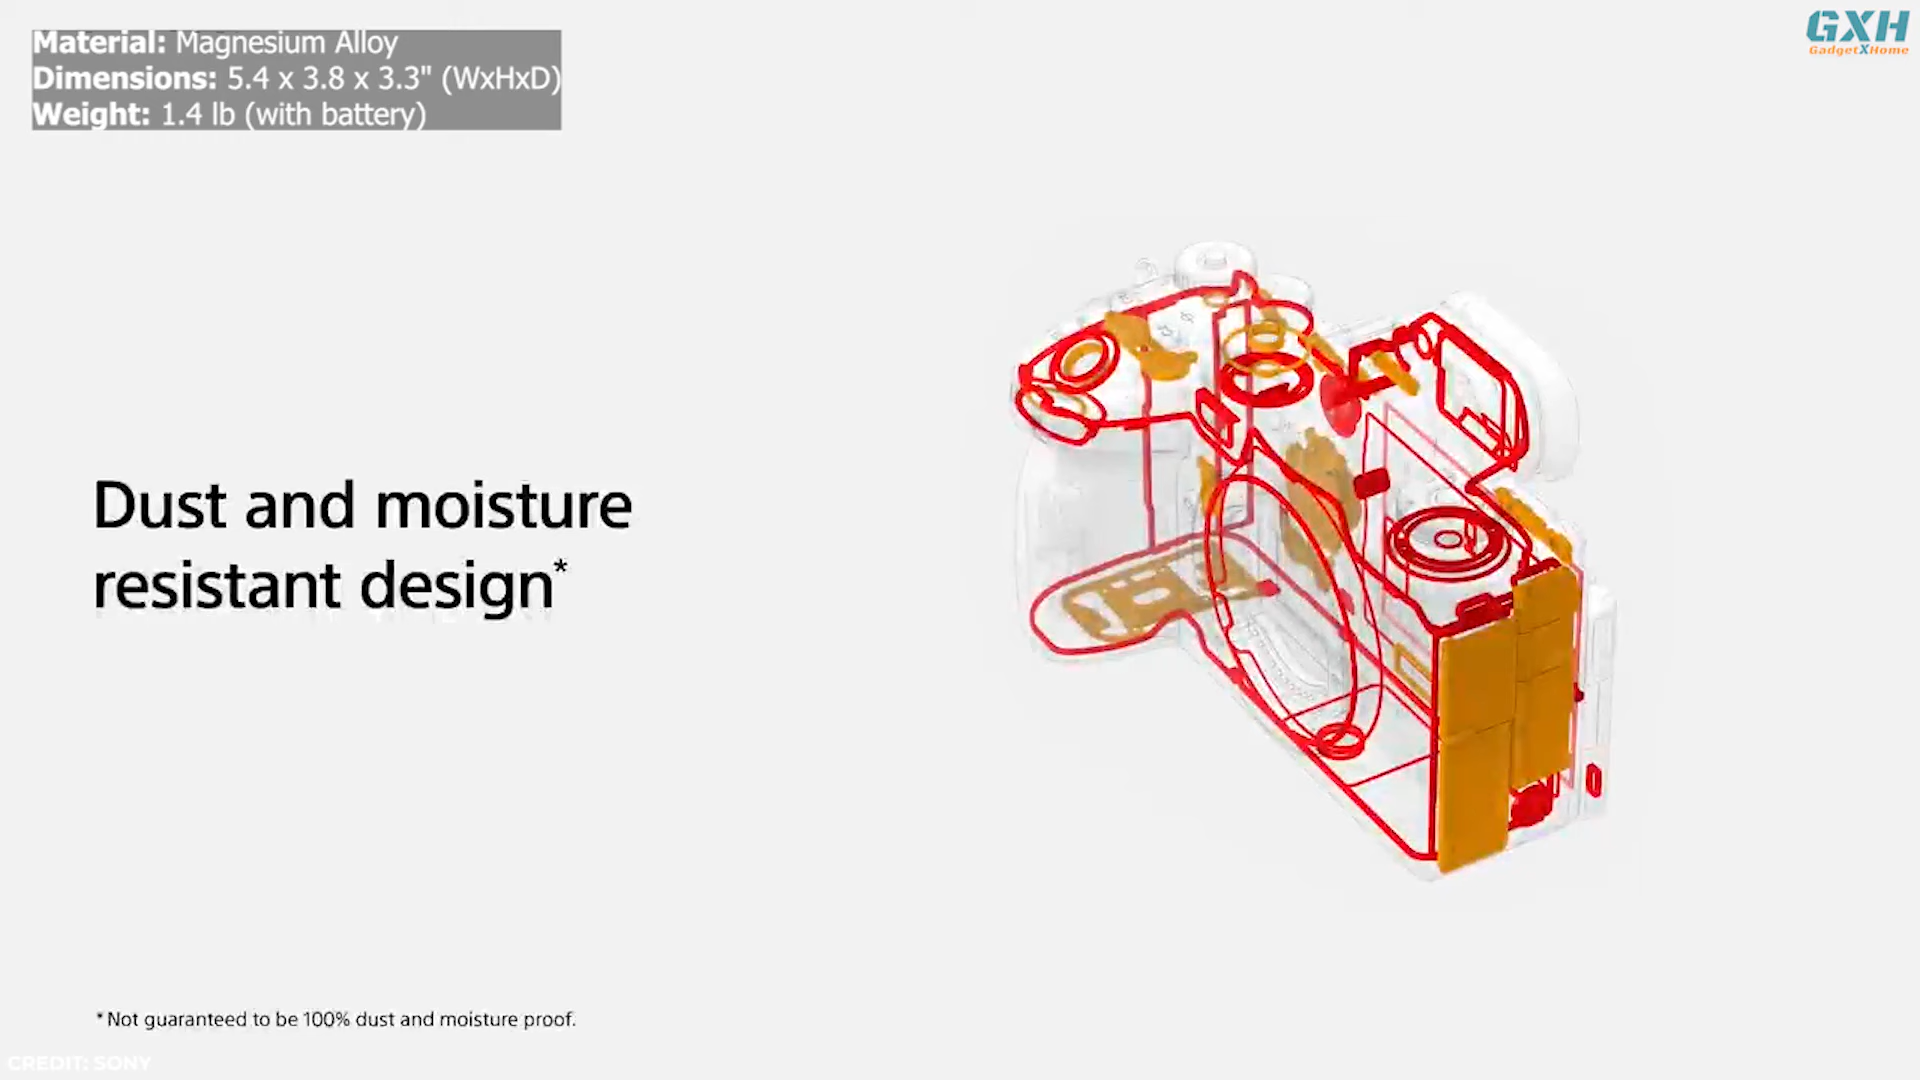 Material: Magnesium Alloy
Dimensions: 5.4 x 3.8 x 3.3" (WxHxD)
Weight: 1.4 lb (with battery)
GXH
GadgetXHome
Dust and moisture
resistant design*
*Not guaranteed to be 100% dust and moisture proof.
CREDIT: SONY